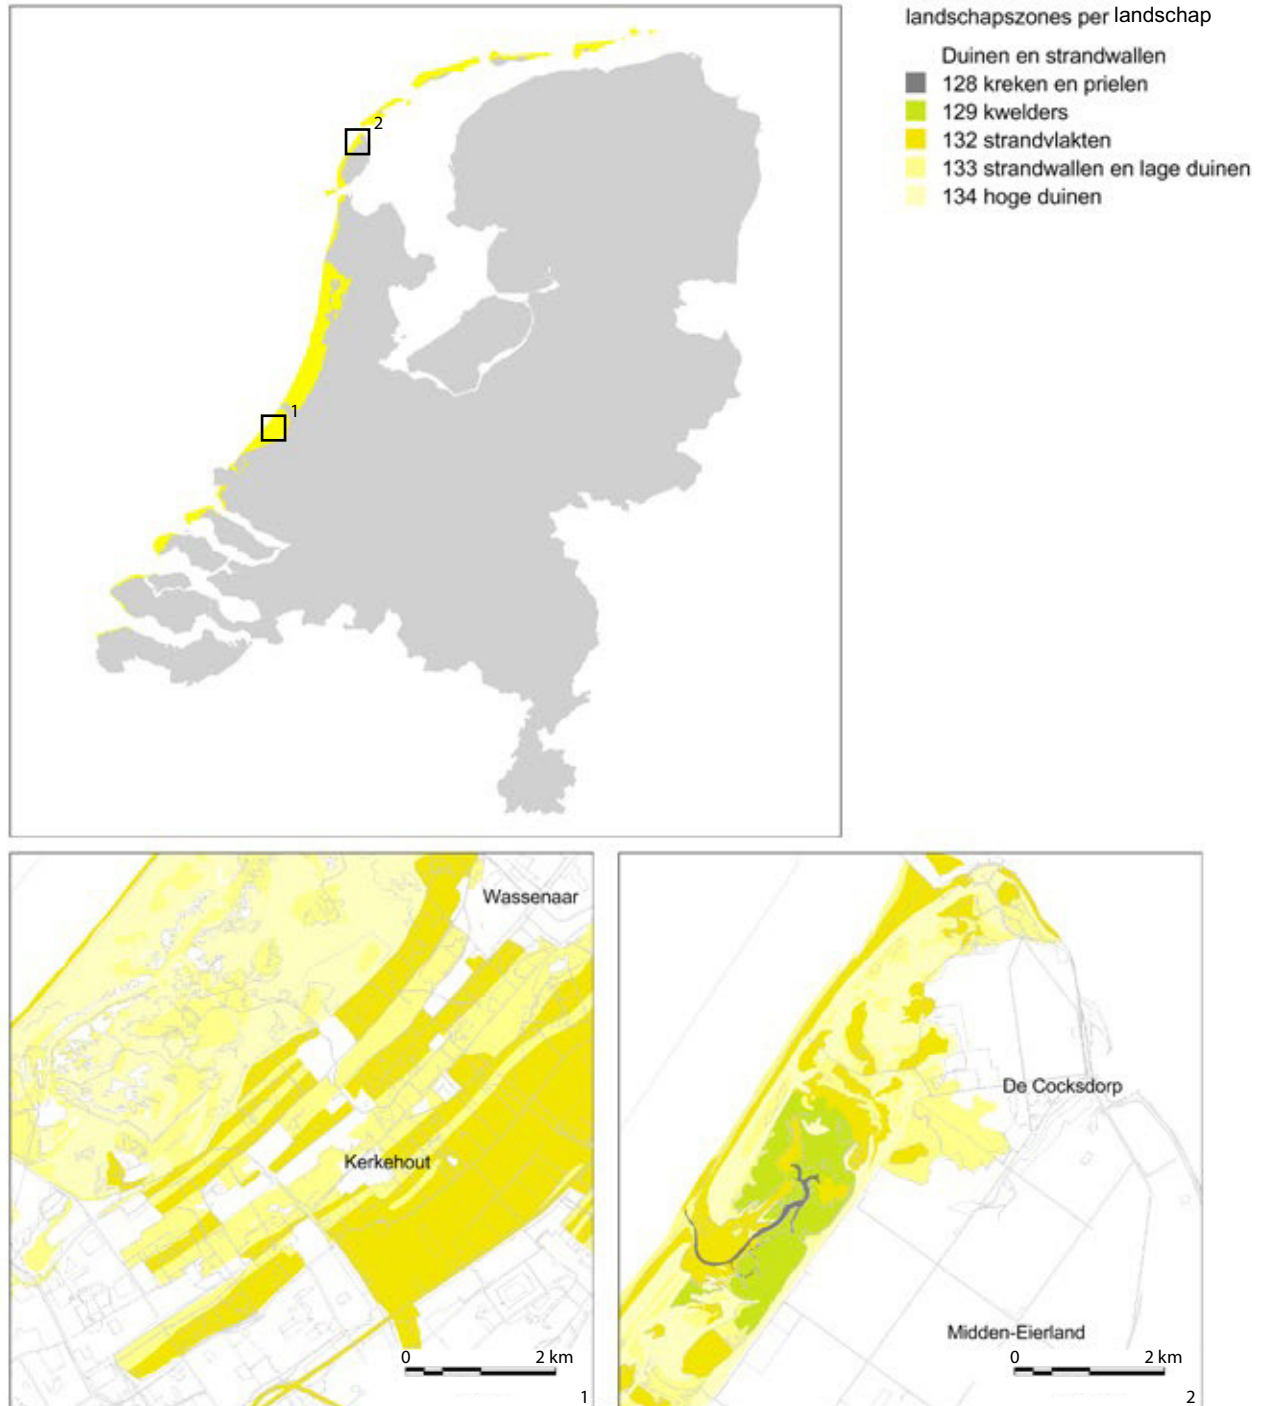 landschapszones per landschap
Duinen en strandwallen
128 kreken en prielen
129 kwelders
132 strandvlakten
133 strandwallen en lage duinen
134 hoge duinen
2
1
Wassenaar
Kerkehout
0 2 km
1
De Cocksdorp
Midden-Eierland
0 2 km
2